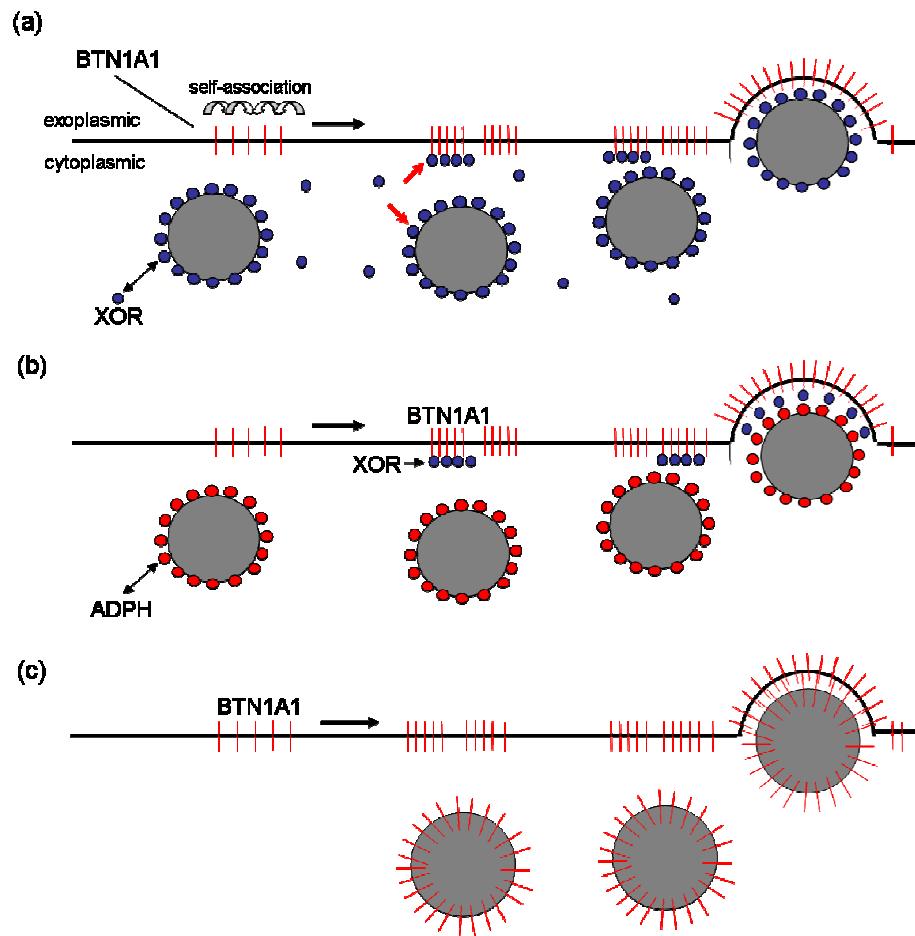 (a)
BTN1A1
self-association
exoplasmic
cytoplasmic
XOR
(b)
BTN1A1
XOR
ADPH
(c)
BTN1A1